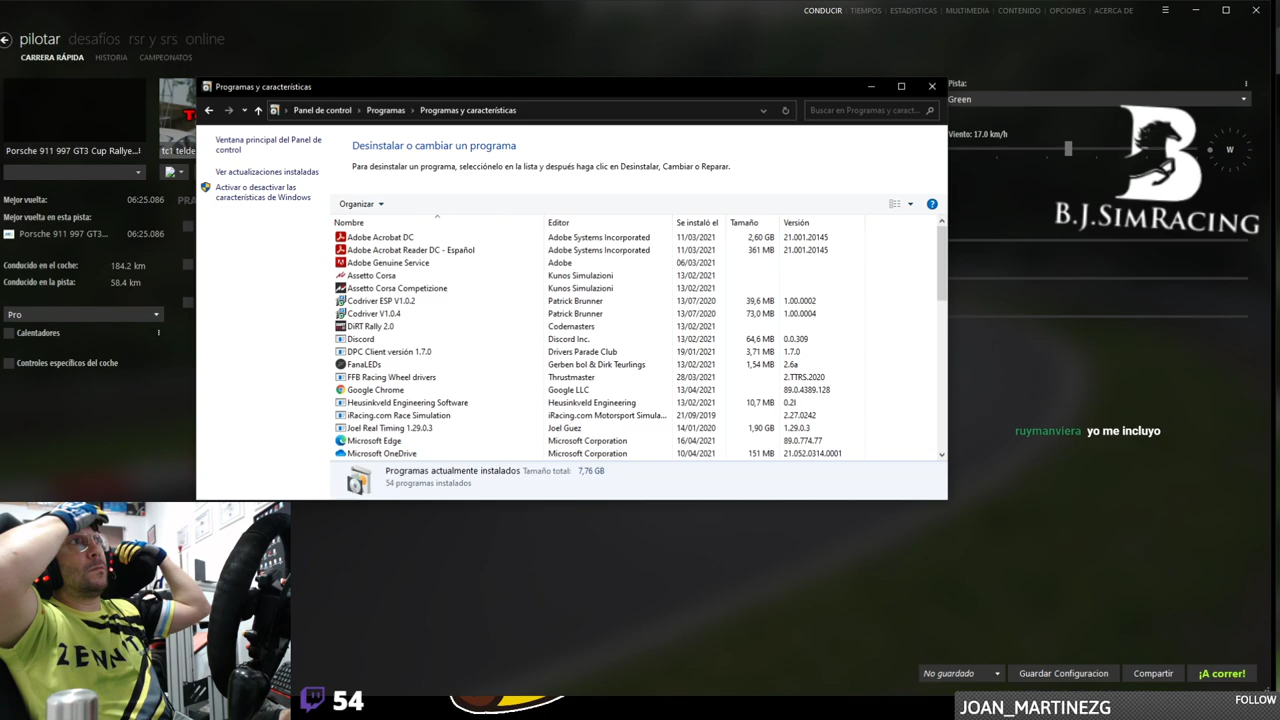 CONDUCIR | TIEMPOS | ESTADISTICAS | MULTIMEDIA | CONTENIDO | OPCIONES | ACERCA DE
pilotar desafíos rsr y srs online
CARRERA RÁPIDA HISTORIA CAMPEONATOS
Porsche 911 997 GT3 Cup Rallye...
tc1 telde
Mejor vuelta: 06:25.086
Mejor vuelta en esta pista:
Porsche 911 997 GT3... 06:25.086
Conducido en el coche: 184.2 km
Conducido en la pista: 58.4 km
Pro
Calentadores
Controles específicos del coche
Programas y características
Panel de control > Programas > Programas y características
Buscar en Programas y caract...
Ventana principal del Panel de
control
Ver actualizaciones instaladas
Activar o desactivar las
características de Windows
Desinstalar o cambiar un programa
Para desinstalar un programa, selecciónelo en la lista y después haga clic en Desinstalar, Cambiar o Reparar.
Organizar
Nombre Editor Se instaló el Tamaño Versión
Adobe Acrobat DC Adobe Systems Incorporated 11/03/2021 2,60 GB 21.001.20145
Adobe Acrobat Reader DC - Español Adobe Systems Incorporated 11/03/2021 361 MB 21.001.20145
Adobe Genuine Service Adobe 06/03/2021
Assetto Corsa Kunos Simulazioni 13/02/2021
Assetto Corsa Competizione Kunos Simulazioni 13/02/2021
Codriver ESP V1.0.2 Patrick Brunner 13/07/2020 39,6 MB 1.00.0002
Codriver V1.0.4 Patrick Brunner 13/07/2020 73,0 MB 1.00.0004
DiRT Rally 2.0 Codemasters 13/02/2021
Discord Discord Inc. 13/02/2021 64,6 MB 0.0.309
DPC Client versión 1.7.0 Drivers Parade Club 19/01/2021 3,71 MB 1.7.0
FanaLEDs Gerben bol & Dirk Teurlings 13/02/2021 1,54 MB 2.6a
FFB Racing Wheel drivers Thrustmaster 28/03/2021 2.TTRS.2020
Google Chrome Google LLC 13/04/2021 89.0.4389.128
Heusinkveld Engineering Software Heusinkveld Engineering 13/02/2021 10,7 MB 0.2l
iRacing.com Race Simulation iRacing.com Motorsport Simula... 21/09/2019 2.27.0242
Joel Real Timing 1.29.0.3 Joel Guez 14/01/2020 1,90 GB 1.29.0.3
Microsoft Edge Microsoft Corporation 16/04/2021 89.0.774.77
Microsoft OneDrive Microsoft Corporation 10/04/2021 151 MB 21.052.0314.0001
Programas actualmente instalados Tamaño total: 7,76 GB
54 programas instalados
Pista:
Green
Viento: 17.0 km/h
W
B.J.SIMRACING
ruymanviera yo me incluyo
No guardado Guardar Configuracion Compartir ¡A correr!
54
FOLLOW
JOAN_MARTINEZG